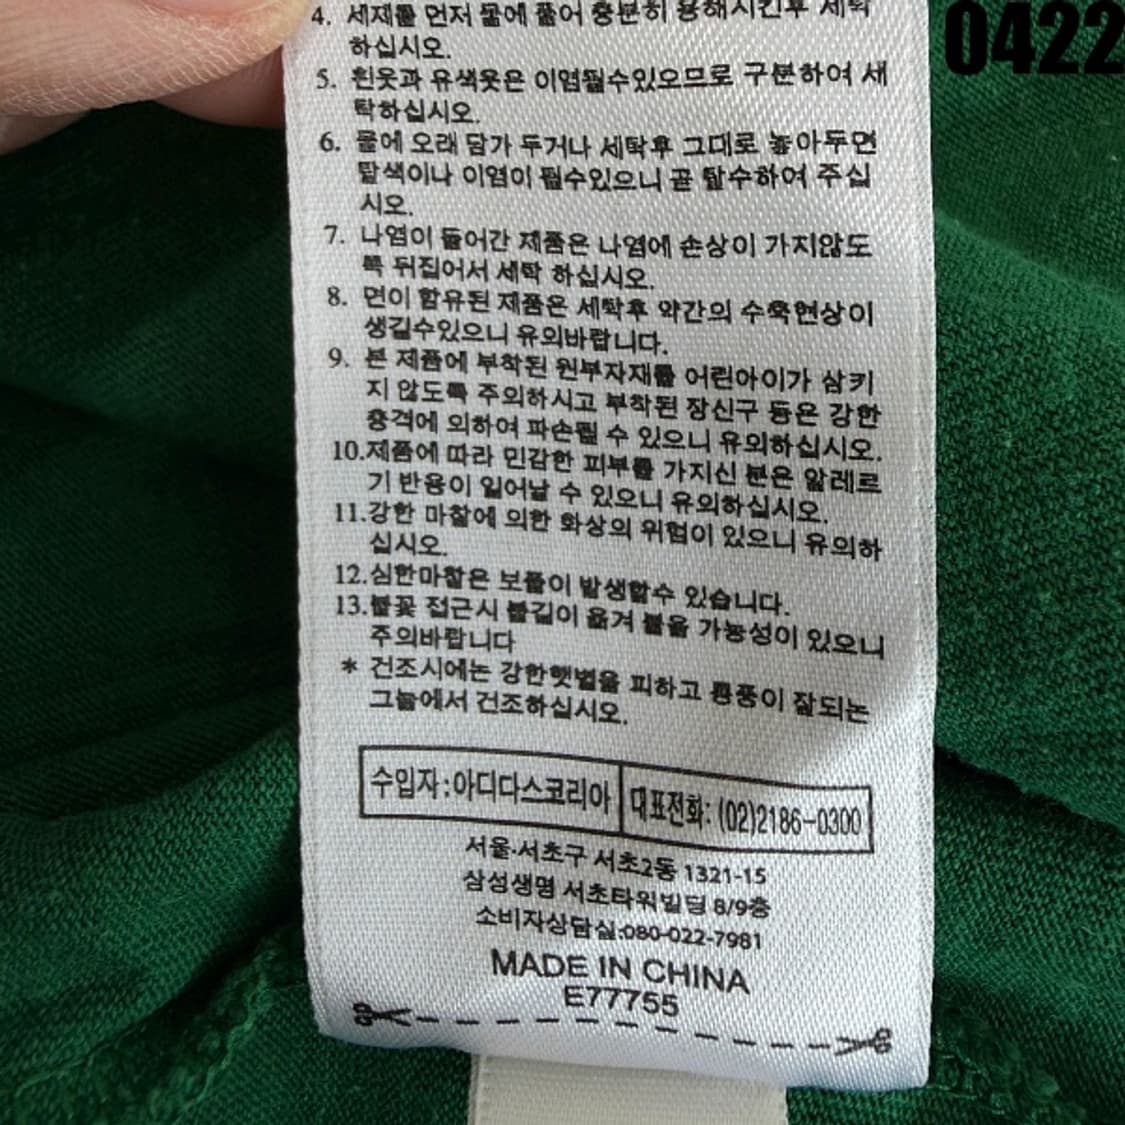 0422
4. 세제를 먼저 물에 풀어 충분히 용해시킨후 세탁
하십시오.
5. 흰옷과 유색옷은 이염될수있으므로 구분하여 세
탁하십시오.
6. 물에 오래 담가 두거나 세탁후 그대로 놓아두면
탈색이나 이염이 될수있으니 곧 탈수하여 주십
시오.
7. 나염이 들어간 제품은 나염에 손상이 가지않도
록 뒤집어서 세탁 하십시오.
8. 면이 함유된 제품은 세탁후 약간의 수축현상이
생길수있으니 유의바랍니다.
9. 본 제품에 부착된 원부자재를 어린아이가 삼키
지 않도록 주의하시고 부착된 장신구 등은 강한
충격에 의하여 파손될 수 있으니 유의하십시오.
10.제품에 따라 민감한 피부를 가지신 분은 알레르
기 반응이 일어날 수 있으니 유의하십시오.
11.강한 마찰에 의한 화상의 위험이 있으니 유의하
십시오.
12.심한마찰은 보풀이 발생할수 있습니다.
13.불꽃 접근시 불길이 옮겨 붙을 가능성이 있으니
주의바랍니다
* 건조시에는 강한햇볕을 피하고 통풍이 잘되는
그늘에서 건조하십시오.
수입자:아디다스코리아 대표전화: (02)2186-0300
서울·서초구 서초2동 1321-15
삼성생명 서초타워빌딩 8/9층
소비자상담실:080-022-7981
MADE IN CHINA
E77755